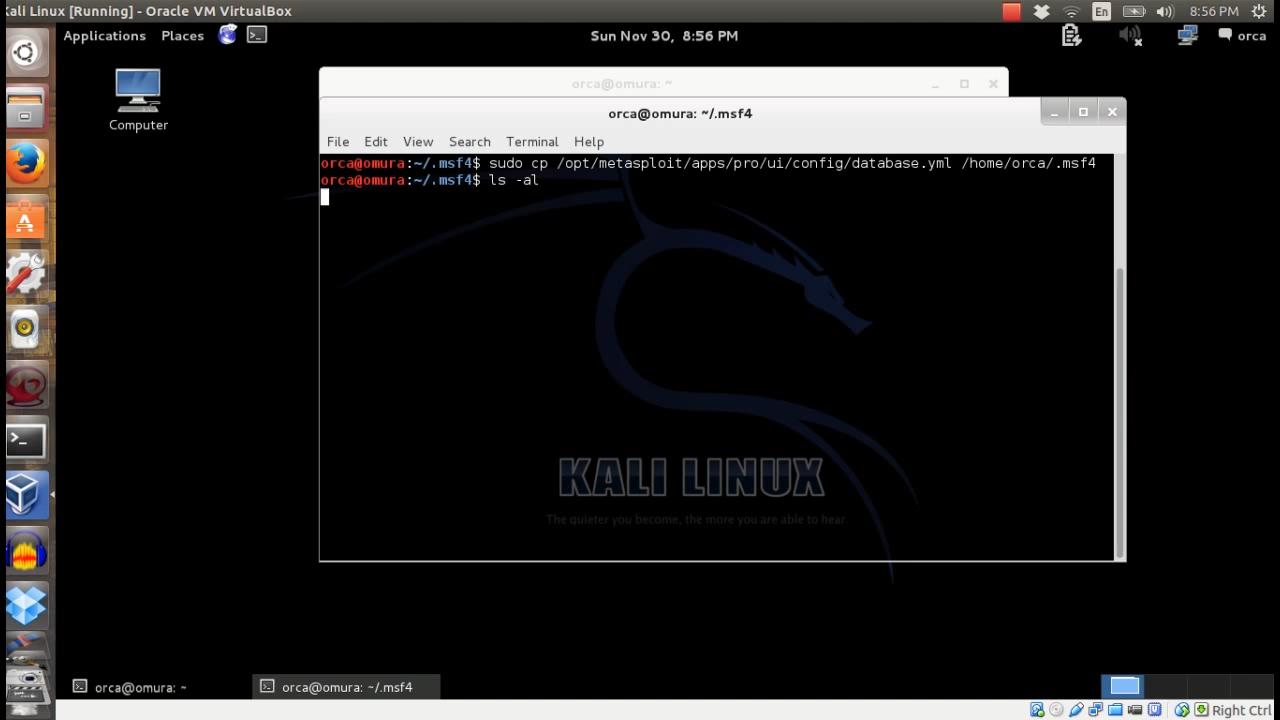 Kali Linux [Running] - Oracle VM VirtualBox
En
8:56 PM
Applications Places
Sun Nov 30, 8:56 PM
orca
Computer
orca@omura: ~
orca@omura: ~/.msf4
File Edit View Search Terminal Help
orca@omura:~/.msf4$ sudo cp /opt/metasploit/apps/pro/ui/config/database.yml /home/orca/.msf4
orca@omura:~/.msf4$ ls -al
KALI LINUX
The quieter you become, the more you are able to hear.
orca@omura: ~
orca@omura: ~/.msf4
Right Ctrl